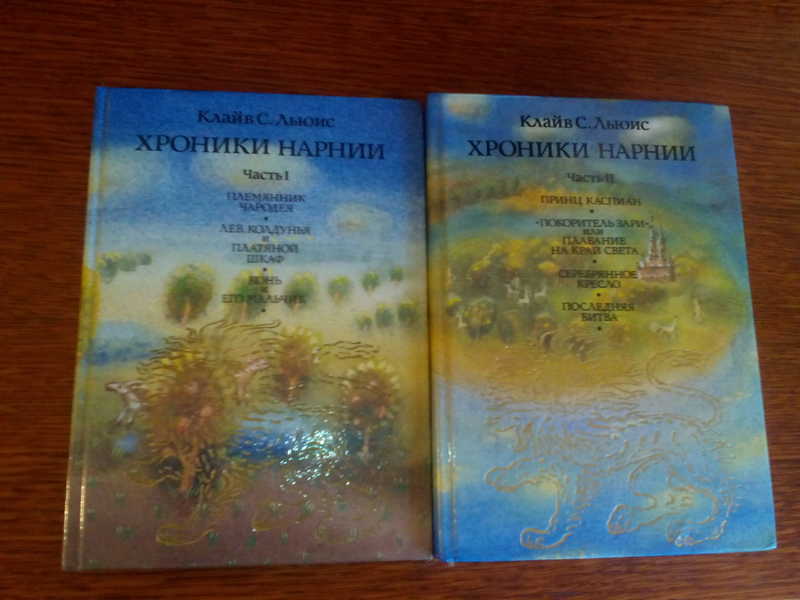 Клайв С. Льюис
ХРОНИКИ НАРНИИ
Часть I
ПЛЕМЯННИК
ЧАРОДЕЯ
•
ЛЕВ, КОЛДУНЬЯ
И
ПЛАТЯНОЙ
ШКАФ
•
КОНЬ
И
ЕГО МАЛЬЧИК
•
Клайв С. Льюис
ХРОНИКИ НАРНИИ
Часть II
ПРИНЦ КАСПИАН
•
«ПОКОРИТЕЛЬ ЗАРИ»,
ИЛИ
ПЛАВАНИЕ
НА КРАЙ СВЕТА
•
СЕРЕБРЯННОЕ
КРЕСЛО
•
ПОСЛЕДНЯЯ
БИТВА
•